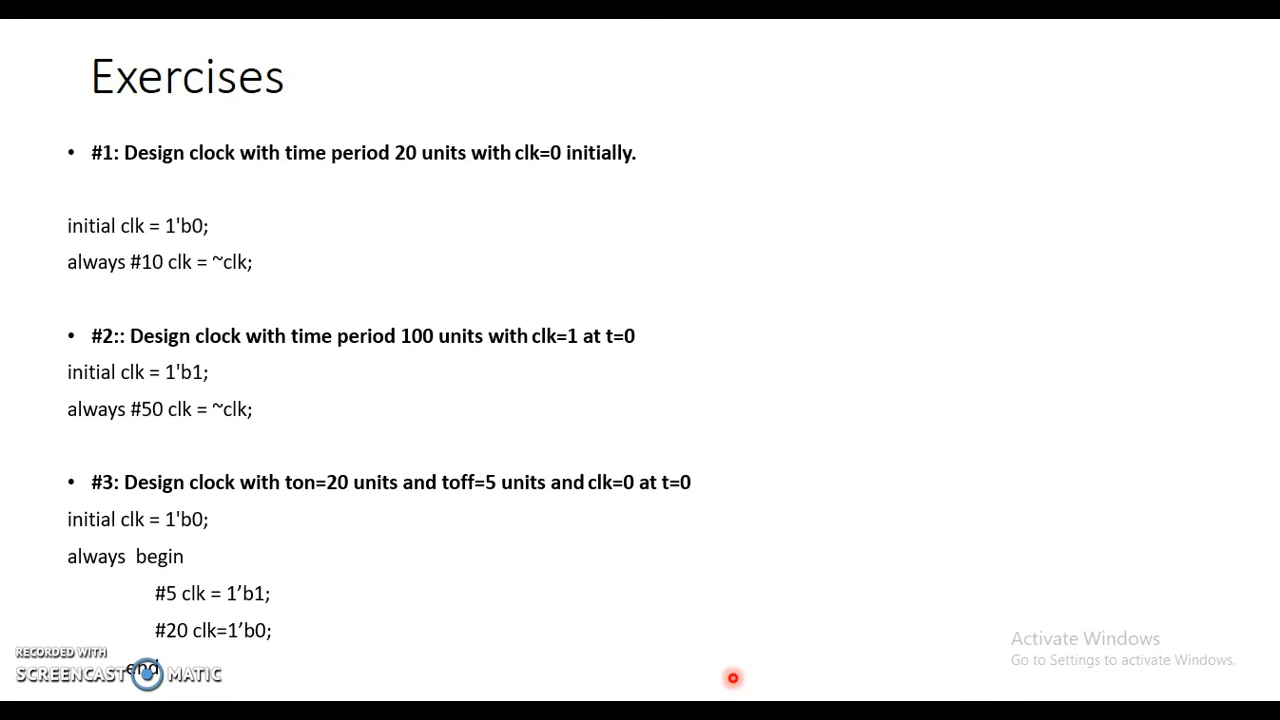 Exercises
• #1: Design clock with time period 20 units with clk=0 initially.
initial clk = 1'b0;
always #10 clk = ~clk;
• #2:: Design clock with time period 100 units with clk=1 at t=0
initial clk = 1'b1;
always #50 clk = ~clk;
• #3: Design clock with ton=20 units and toff=5 units and clk=0 at t=0
initial clk = 1'b0;
always  begin
#5 clk = 1’b1;
#20 clk=1’b0;
end
RECORDED WITH
SCREENCAST MATIC
Activate Windows
Go to Settings to activate Windows.